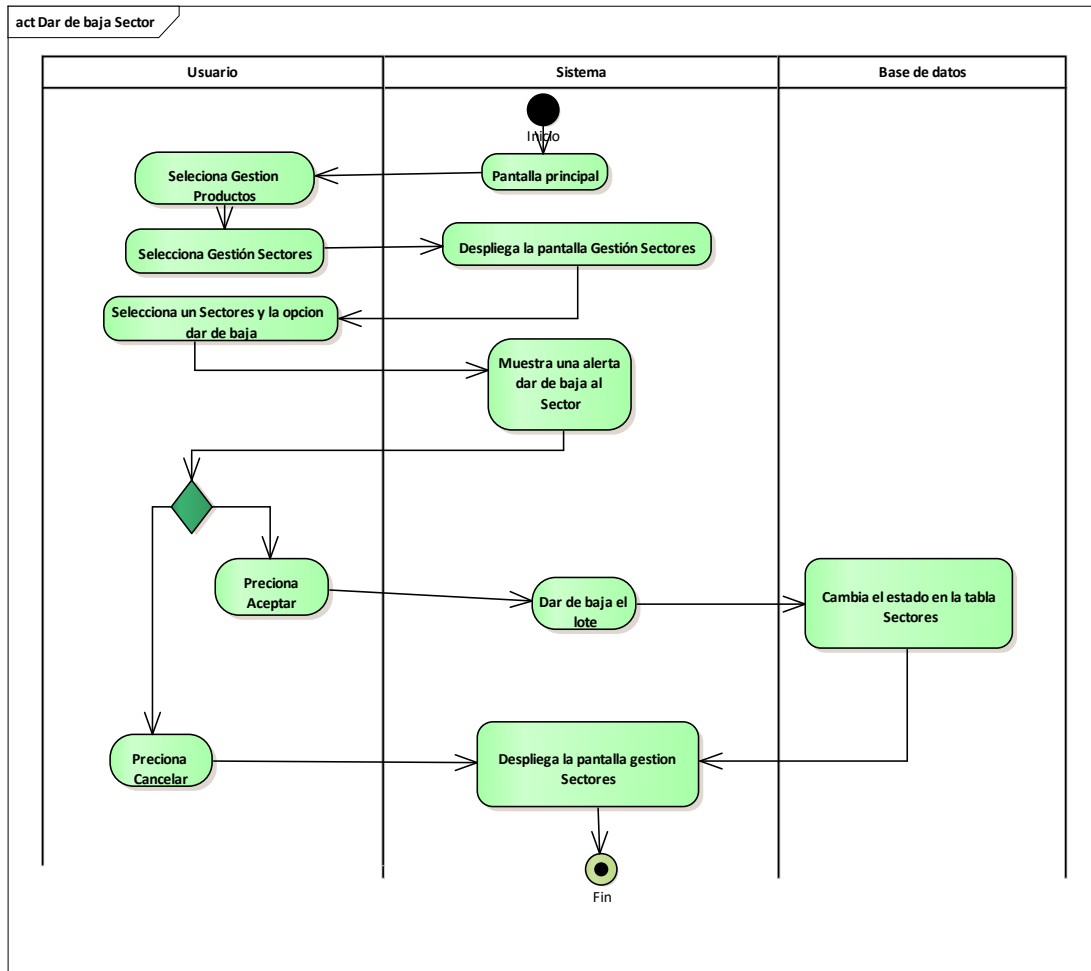 act Dar de baja Sector
Usuario
Sistema
Base de datos
Inicio
Pantalla principal
Seleciona Gestion
Productos
Selecciona Gestión Sectores
Despliega la pantalla Gestión Sectores
Selecciona un Sectores y la opcion
dar de baja
Muestra una alerta
dar de baja al
Sector
Preciona
Aceptar
Dar de baja el
lote
Cambia el estado en la tabla
Sectores
Preciona
Cancelar
Despliega la pantalla gestion
Sectores
Fin